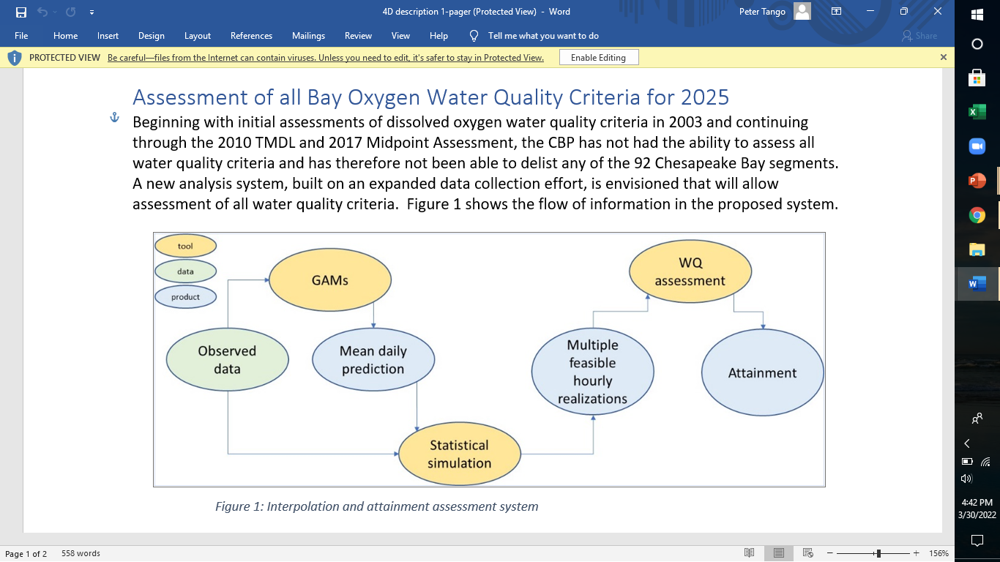 4D description 1-pager (Protected View) - Word
Peter Tango
File Home Insert Design Layout References Mailings Review View Help Tell me what you want to do Share
PROTECTED VIEW Be careful—files from the Internet can contain viruses. Unless you need to edit, it's safer to stay in Protected View. Enable Editing
Assessment of all Bay Oxygen Water Quality Criteria for 2025
Beginning with initial assessments of dissolved oxygen water quality criteria in 2003 and continuing
through the 2010 TMDL and 2017 Midpoint Assessment, the CBP has not had the ability to assess all
water quality criteria and has therefore not been able to delist any of the 92 Chesapeake Bay segments.
A new analysis system, built on an expanded data collection effort, is envisioned that will allow
assessment of all water quality criteria.  Figure 1 shows the flow of information in the proposed system.
tool
data
product
GAMs
WQ
assessment
Observed
data
Mean daily
prediction
Multiple
feasible
hourly
realizations
Attainment
Statistical
simulation
Figure 1: Interpolation and attainment assessment system
Page 1 of 2 558 words
156%
4:42 PM
3/30/2022